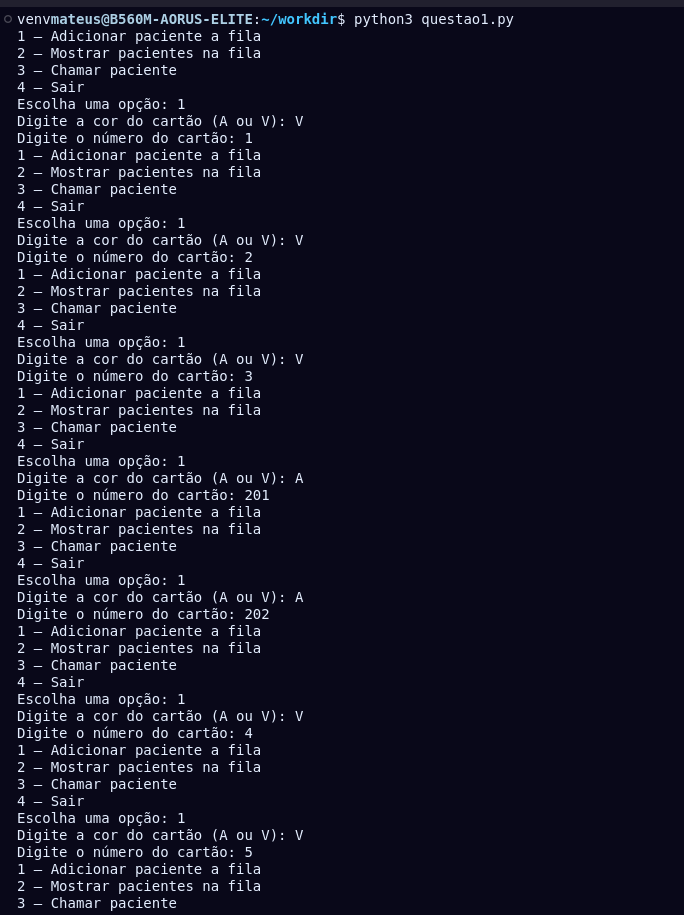 venvmateus@B560M-AORUS-ELITE:~/workdir$ python3 questao1.py
1 – Adicionar paciente a fila
2 – Mostrar pacientes na fila
3 – Chamar paciente
4 – Sair
Escolha uma opção: 1
Digite a cor do cartão (A ou V): V
Digite o número do cartão: 1
1 – Adicionar paciente a fila
2 – Mostrar pacientes na fila
3 – Chamar paciente
4 – Sair
Escolha uma opção: 1
Digite a cor do cartão (A ou V): V
Digite o número do cartão: 2
1 – Adicionar paciente a fila
2 – Mostrar pacientes na fila
3 – Chamar paciente
4 – Sair
Escolha uma opção: 1
Digite a cor do cartão (A ou V): V
Digite o número do cartão: 3
1 – Adicionar paciente a fila
2 – Mostrar pacientes na fila
3 – Chamar paciente
4 – Sair
Escolha uma opção: 1
Digite a cor do cartão (A ou V): A
Digite o número do cartão: 201
1 – Adicionar paciente a fila
2 – Mostrar pacientes na fila
3 – Chamar paciente
4 – Sair
Escolha uma opção: 1
Digite a cor do cartão (A ou V): A
Digite o número do cartão: 202
1 – Adicionar paciente a fila
2 – Mostrar pacientes na fila
3 – Chamar paciente
4 – Sair
Escolha uma opção: 1
Digite a cor do cartão (A ou V): V
Digite o número do cartão: 4
1 – Adicionar paciente a fila
2 – Mostrar pacientes na fila
3 – Chamar paciente
4 – Sair
Escolha uma opção: 1
Digite a cor do cartão (A ou V): V
Digite o número do cartão: 5
1 – Adicionar paciente a fila
2 – Mostrar pacientes na fila
3 – Chamar paciente